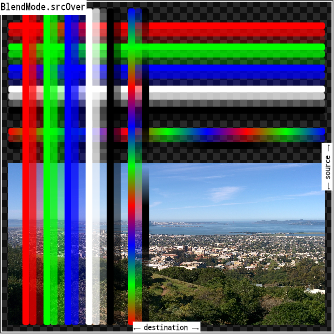 BlendMode.srcOver
← source →
← destination →